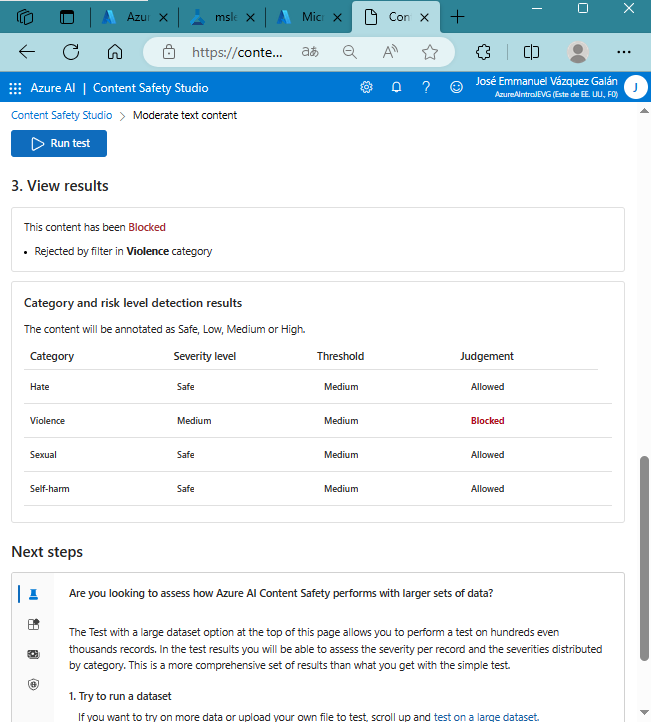 Azur
msle
Mic
Con
https://conte...
Azure AI | Content Safety Studio
José Emmanuel Vázquez Galán
AzureAIntroJEVG (Este de EE. UU., F0)
J
Content Safety Studio > Moderate text content
Run test
3. View results
This content has been Blocked
• Rejected by filter in Violence category
Category and risk level detection results
The content will be annotated as Safe, Low, Medium or High.
Category Severity level Threshold Judgement
Hate Safe Medium Allowed
Violence Medium Medium Blocked
Sexual Safe Medium Allowed
Self-harm Safe Medium Allowed
Next steps
Are you looking to assess how Azure AI Content Safety performs with larger sets of data?
The Test with a large dataset option at the top of this page allows you to perform a test on hundreds even
thousands records. In the test results you will be able to assess the severity per record and the severities distributed
by category. This is a more comprehensive set of results than what you get with the simple test.
1. Try to run a dataset
If you want to try on more data or upload your own file to test, scroll up and test on a large dataset.